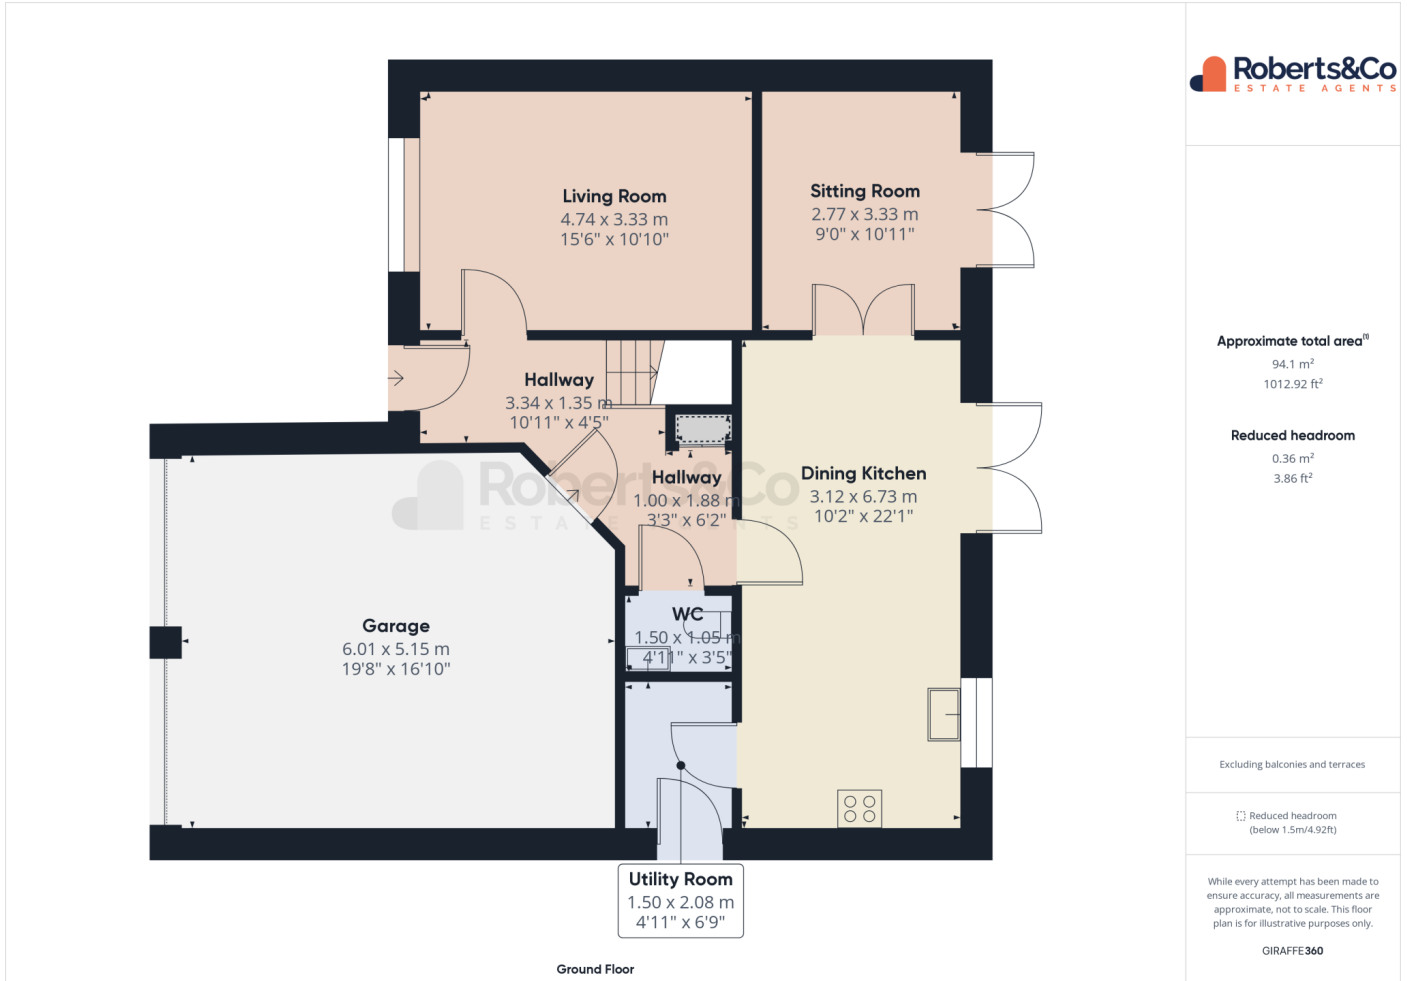 Roberts&Co
ESTATE AGENTS
Living Room
4.74 x 3.33 m
15'6" x 10'10"
Sitting Room
2.77 x 3.33 m
9'0" x 10'11"
Hallway
3.34 x 1.35 m
10'11" x 4'5"
Hallway
1.00 x 1.88 m
3'3" x 6'2"
Dining Kitchen
3.12 x 6.73 m
10'2" x 22'1"
Roberts&Co
ESTATE AGENTS
Garage
6.01 x 5.15 m
19'8" x 16'10"
WC
1.50 x 1.05 m
4'11" x 3'5"
Utility Room
1.50 x 2.08 m
4'11" x 6'9"
Ground Floor
Approximate total area(1)
94.1 m²
1012.92 ft²
Reduced headroom
0.36 m²
3.86 ft²
Excluding balconies and terraces
Reduced headroom
(below 1.5m/4.92ft)
While every attempt has been made to
ensure accuracy, all measurements are
approximate, not to scale. This floor
plan is for illustrative purposes only.
GIRAFFE360